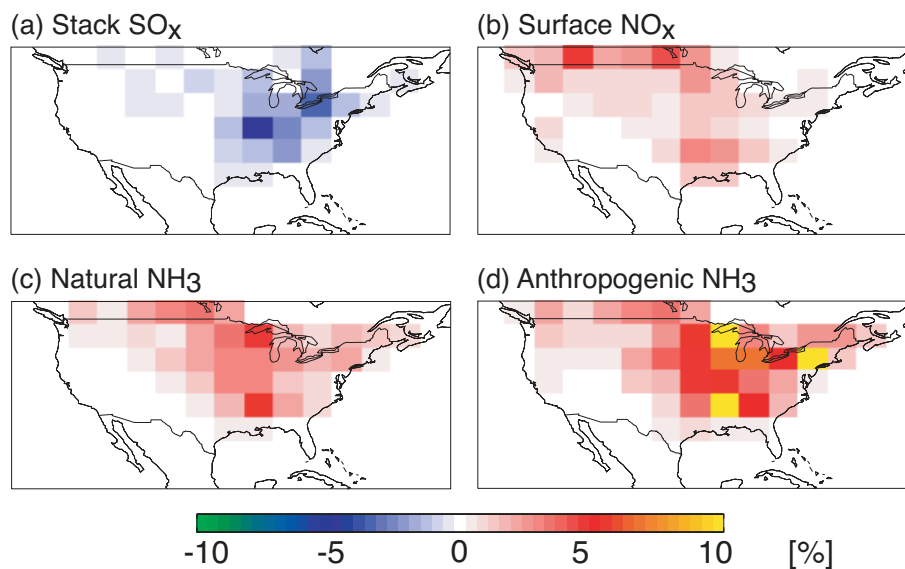 (a) Stack SOx
(b) Surface NOx
(c) Natural NH3
(d) Anthropogenic NH3
-10 -5 0 5 10 [%]